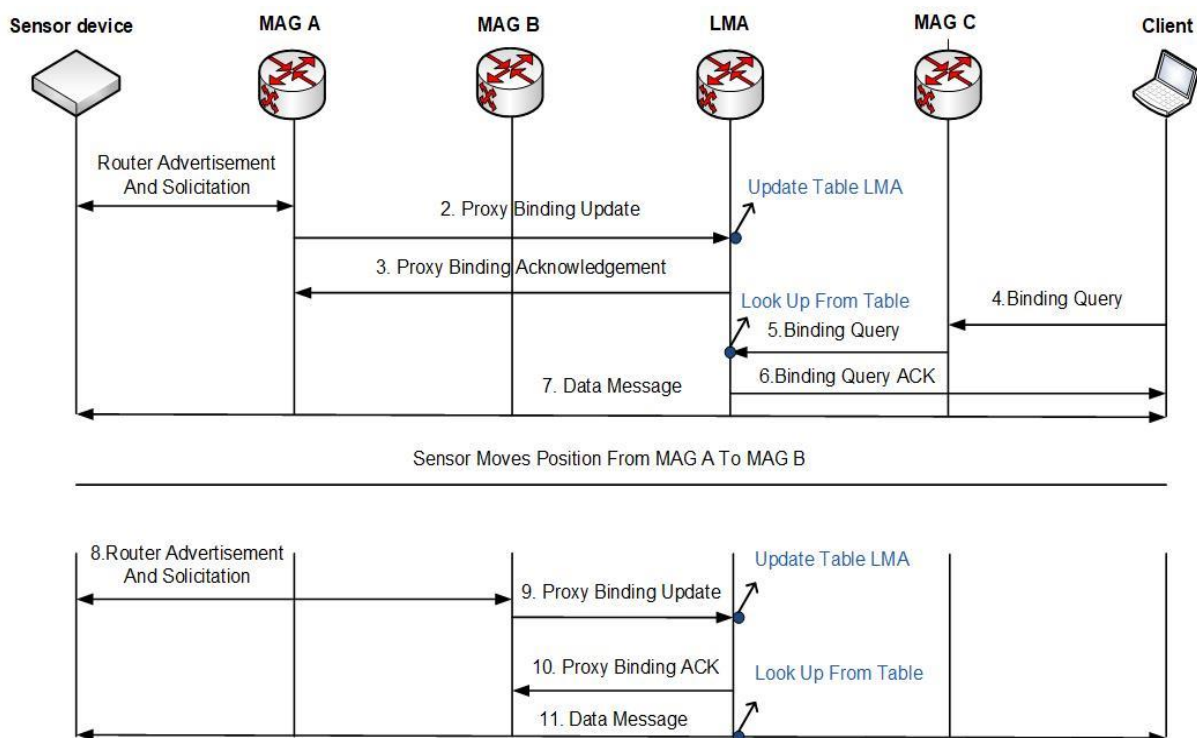 Sensor device
MAG A
MAG B
LMA
MAG C
Client
Router Advertisement
And Solicitation
Update Table LMA
2. Proxy Binding Update
3. Proxy Binding Acknowledgement
Look Up From Table
4.Binding Query
5.Binding Query
7. Data Message
6.Binding Query ACK
Sensor Moves Position From MAG A To MAG B
8.Router Advertisement
And Solicitation
Update Table LMA
9. Proxy Binding Update
10. Proxy Binding ACK
Look Up From Table
11. Data Message